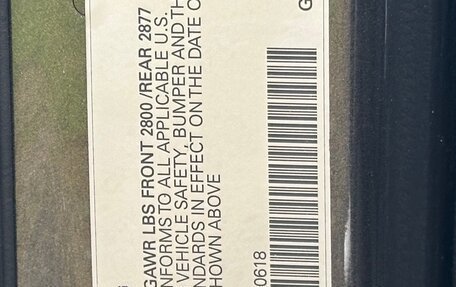 GAWR LBS FRONT 2800 /REAR 2877
NFORMS TO ALL APPLICABLE U.S.
VEHICLE SAFETY, BUMPER AND TH
NDARDS IN EFFECT ON THE DATE O
SHOWN ABOVE
0618
G